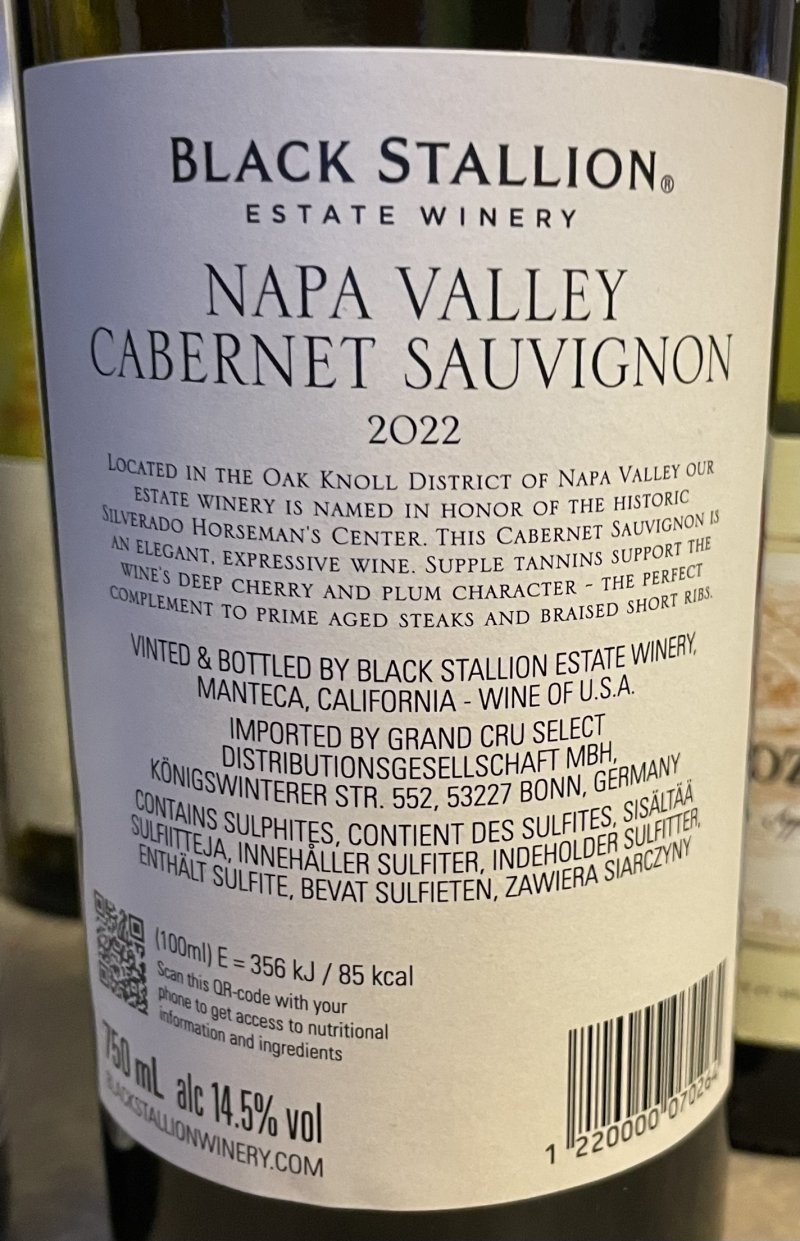 BLACK STALLION®
ESTATE WINERY
NAPA VALLEY
CABERNET SAUVIGNON
2022
LOCATED IN THE OAK KNOLL DISTRICT OF NAPA VALLEY OUR
ESTATE WINERY IS NAMED IN HONOR OF THE HISTORIC
SILVERADO HORSEMAN'S CENTER. THIS CABERNET SAUVIGNON IS
AN ELEGANT, EXPRESSIVE WINE. SUPPLE TANNINS SUPPORT THE
WINE'S DEEP CHERRY AND PLUM CHARACTER - THE PERFECT
COMPLEMENT TO PRIME AGED STEAKS AND BRAISED SHORT RIBS.
VINTED & BOTTLED BY BLACK STALLION ESTATE WINERY,
MANTECA, CALIFORNIA - WINE OF U.S.A.
IMPORTED BY GRAND CRU SELECT
DISTRIBUTIONSGESELLSCHAFT MBH,
KÖNIGSWINTERER STR. 552, 53227 BONN, GERMANY
CONTAINS SULPHITES, CONTIENT DES SULFITES, SISÄLTÄÄ
SULFIITTEJA, INNEHÅLLER SULFITER, INDEHOLDER SULFITTER,
ENTHÄLT SULFITE, BEVAT SULFIETEN, ZAWIERA SIARCZYNY
(100ml) E = 356 kJ / 85 kcal
Scan this QR-code with your
phone to get access to nutritional
information and ingredients
750 mL alc 14.5% vol
BLACKSTALLIONWINERY.COM
1 220000 070264